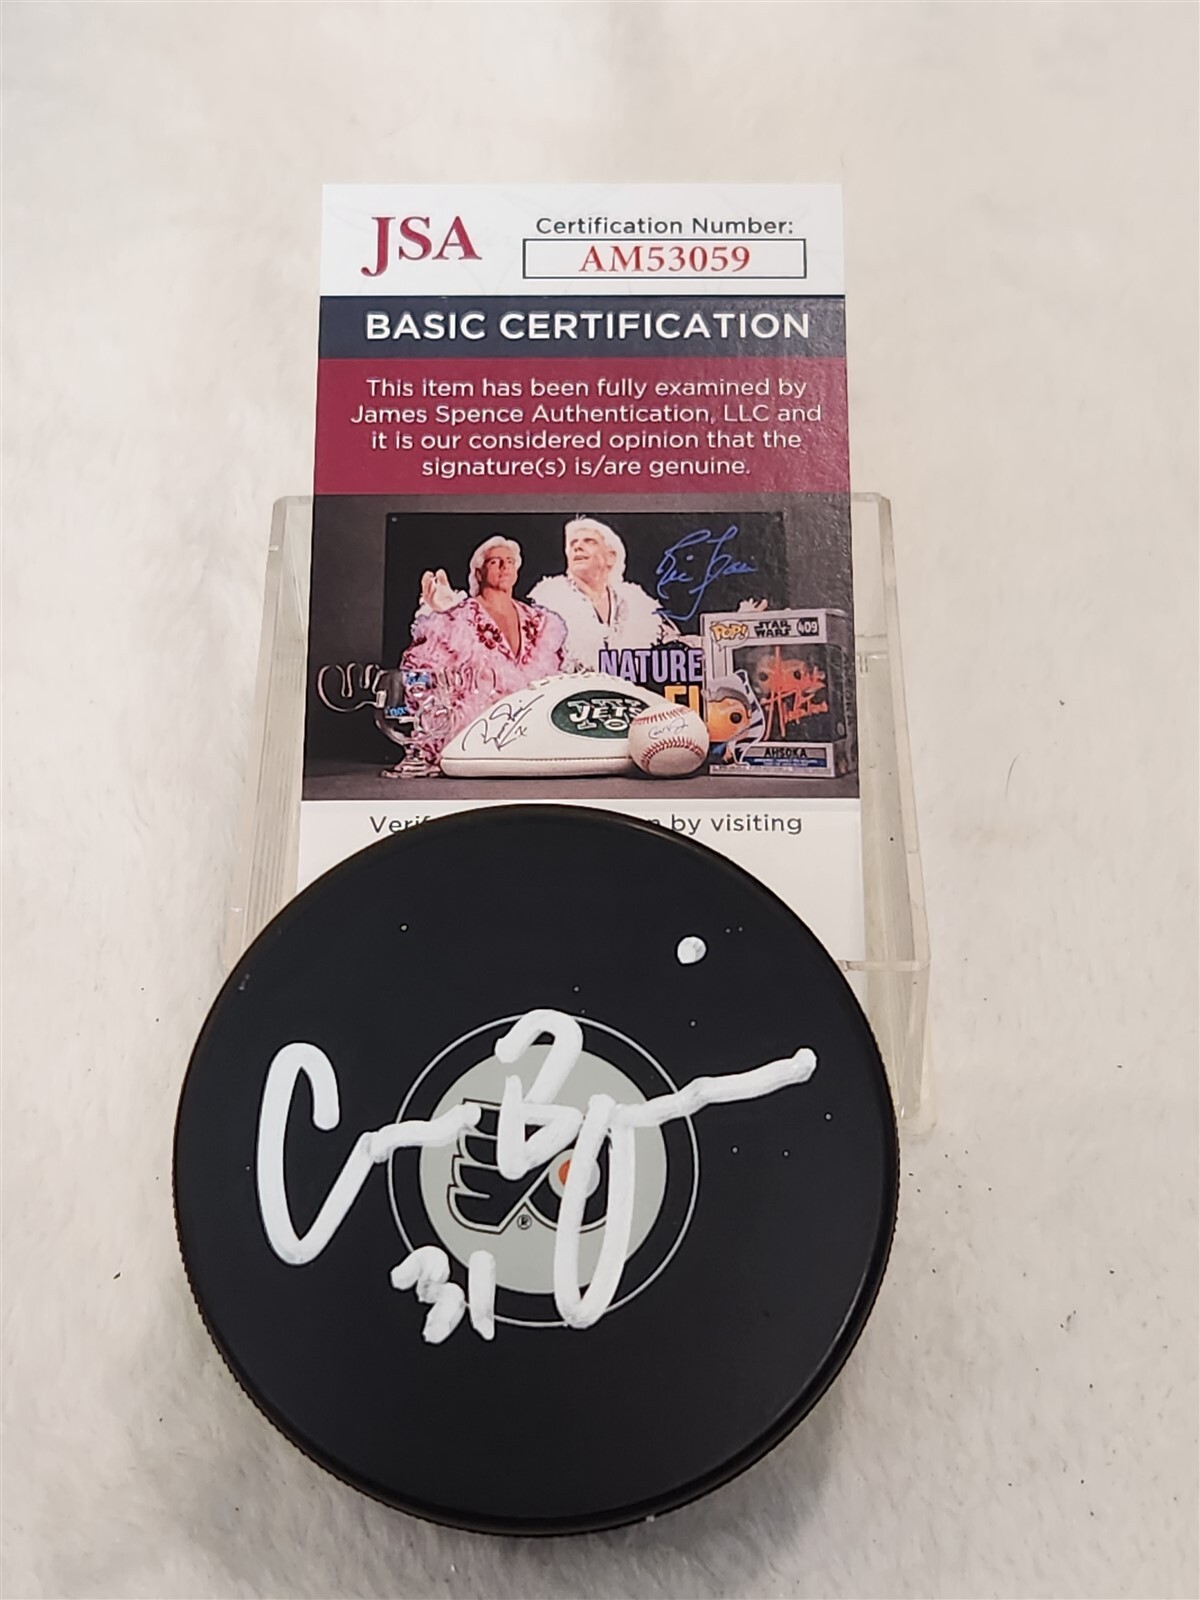 JSA
Certification Number:
AM53059
BASIC CERTIFICATION
This item has been fully examined by
James Spence Authentication, LLC and
it is our considered opinion that the
signature(s) is/are genuine.
POP! STAR WARS 409
NATURE
JETS
AHSOKA
by visiting
®
31